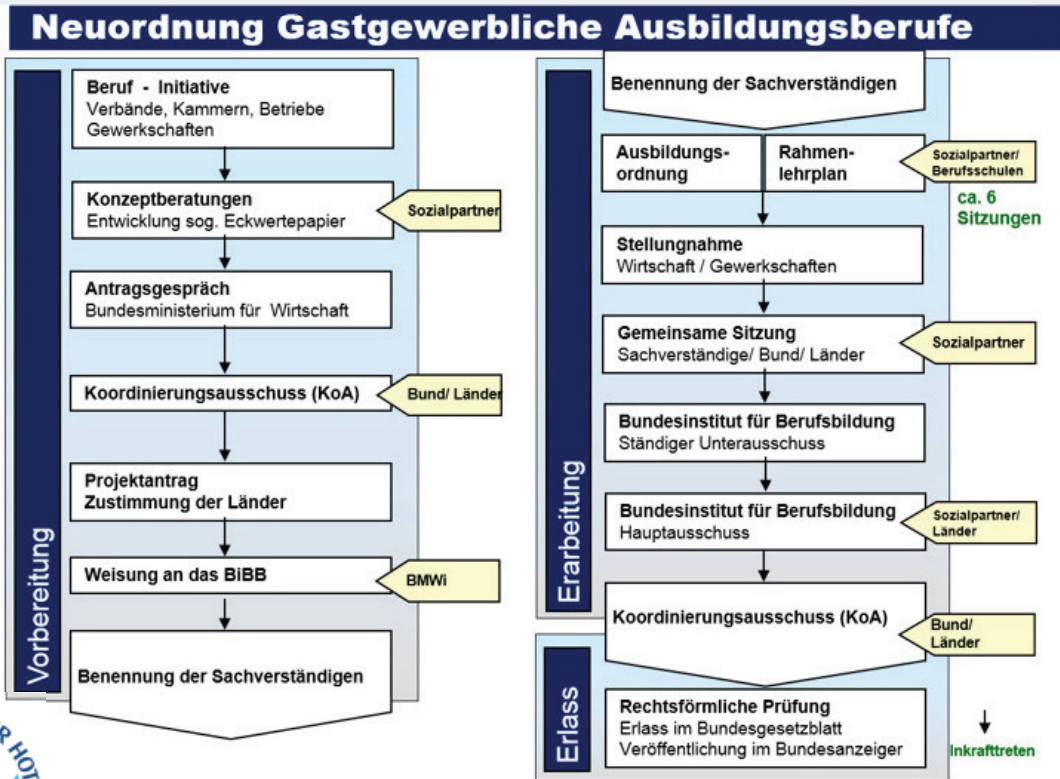 Neuordnung Gastgewerbliche Ausbildungsberufe
Vorbereitung
Beruf - Initiative
Verbände, Kammern, Betriebe
Gewerkschaften
Konzeptberatungen
Entwicklung sog. Eckwertepapier
Sozialpartner
Antragsgespräch
Bundesministerium für Wirtschaft
Koordinierungsausschuss (KoA)
Bund/ Länder
Projektantrag
Zustimmung der Länder
Weisung an das BiBB
BMWi
Benennung der Sachverständigen
Erarbeitung
Benennung der Sachverständigen
Ausbildungs-
ordnung
Rahmen-
lehrplan
Sozialpartner/
Berufsschulen
ca. 6
Sitzungen
Stellungnahme
Wirtschaft / Gewerkschaften
Gemeinsame Sitzung
Sachverständige/ Bund/ Länder
Sozialpartner
Bundesinstitut für Berufsbildung
Ständiger Unterausschuss
Bundesinstitut für Berufsbildung
Hauptausschuss
Sozialpartner/
Länder
Koordinierungsausschuss (KoA)
Bund/
Länder
Erlass
Rechtsförmliche Prüfung
Erlass im Bundesgesetzblatt
Veröffentlichung im Bundesanzeiger
Inkrafttreten